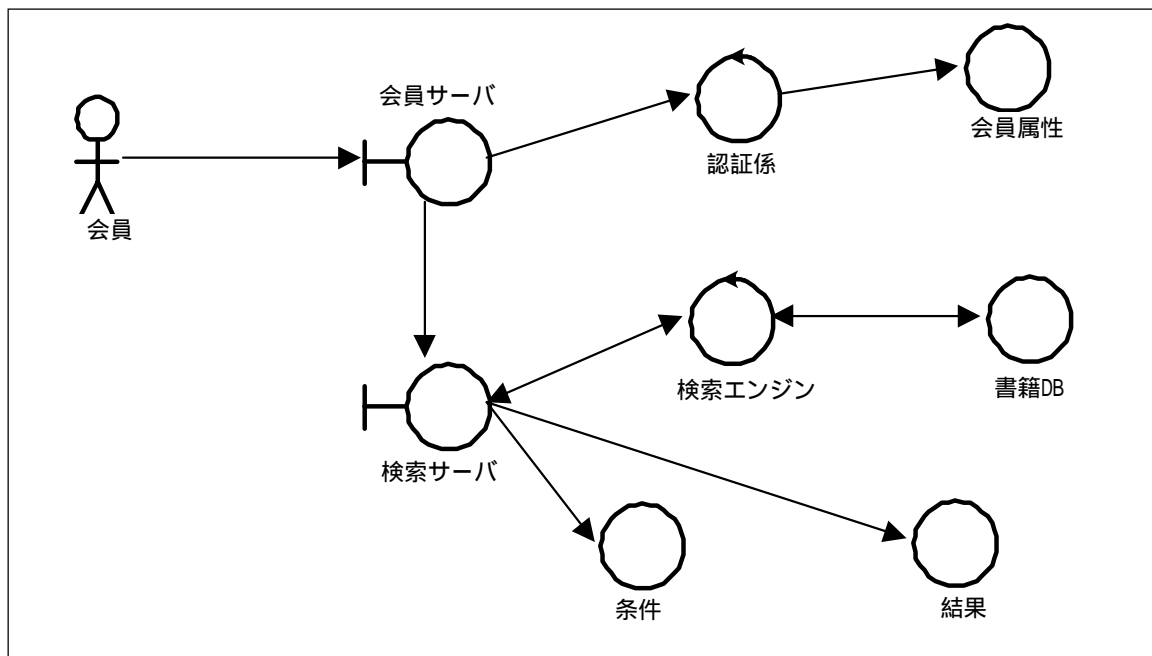 会員サーバ
会員属性
認証係
会員
検索エンジン
書籍DB
検索サーバ
条件
結果